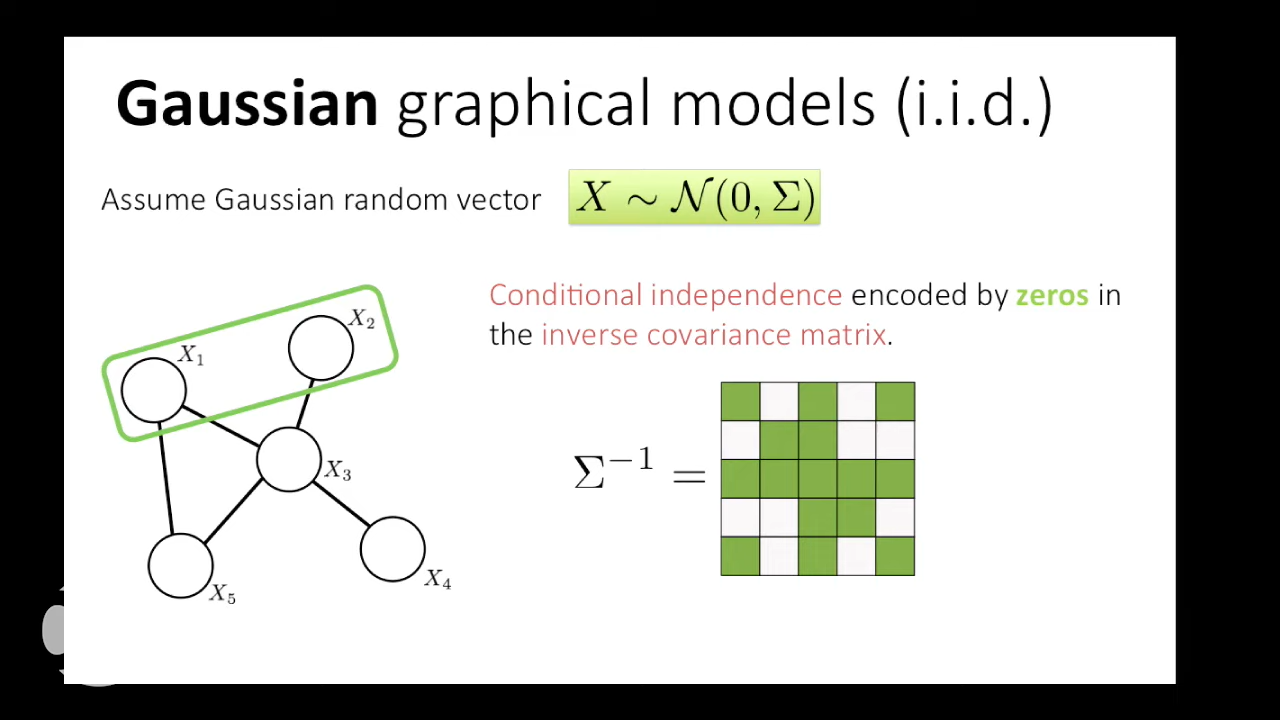 Gaussian graphical models (i.i.d.)
Assume Gaussian random vector X ∼ 𝒩(0, Σ)
Conditional independence encoded by zeros in
the inverse covariance matrix.
X₂
X₁
X₃
Σ⁻¹ =
X₄
X₅